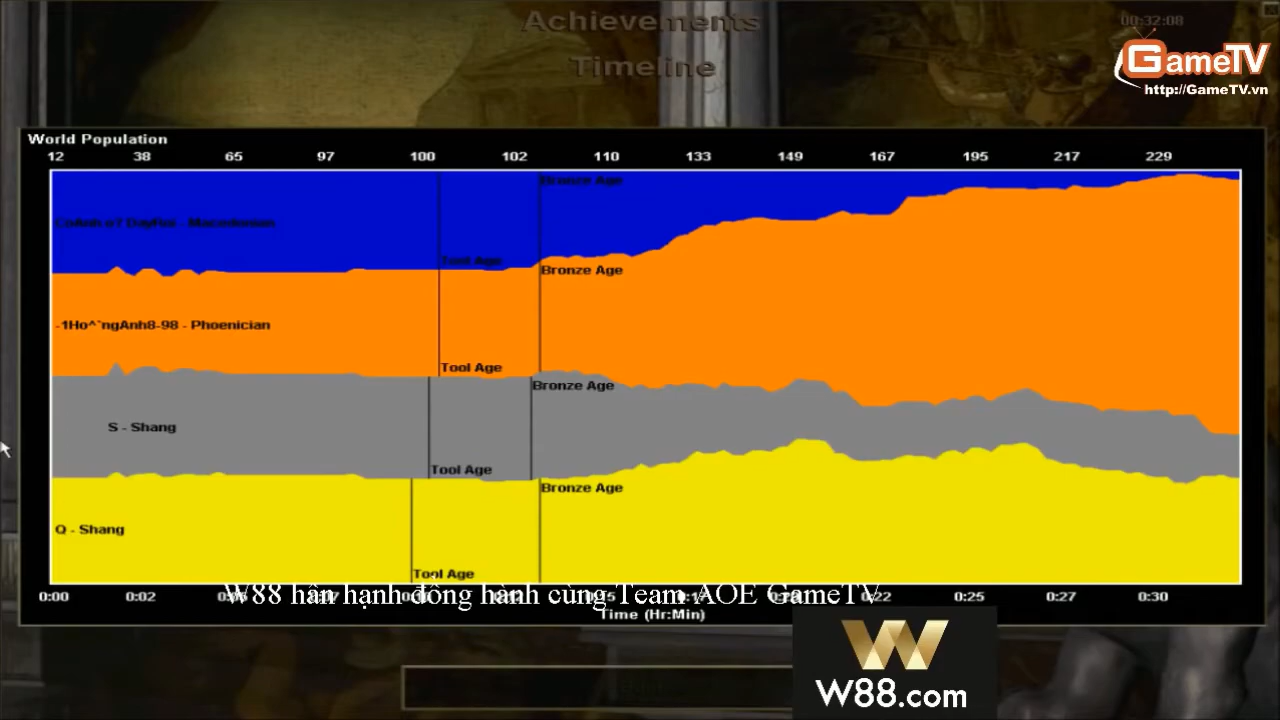 Achievements
00:32:08
Timeline
GameTV
http://GameTV.vn
World Population
12 38 65 97 100 102 110 133 149 167 195 217 229
Bronze Age
Macedonian
Tool Age
Bronze Age
-1Ho^`ngAnh8-98 - Phoenician
Tool Age
Bronze Age
S - Shang
Tool Age
Bronze Age
Q - Shang
Tool Age
W88 hân hạnh đồng hành cùng Team AOE GameTV
0:00 0:02 0:22 0:25 0:27 0:30
Time (Hr:Min)
W88.com